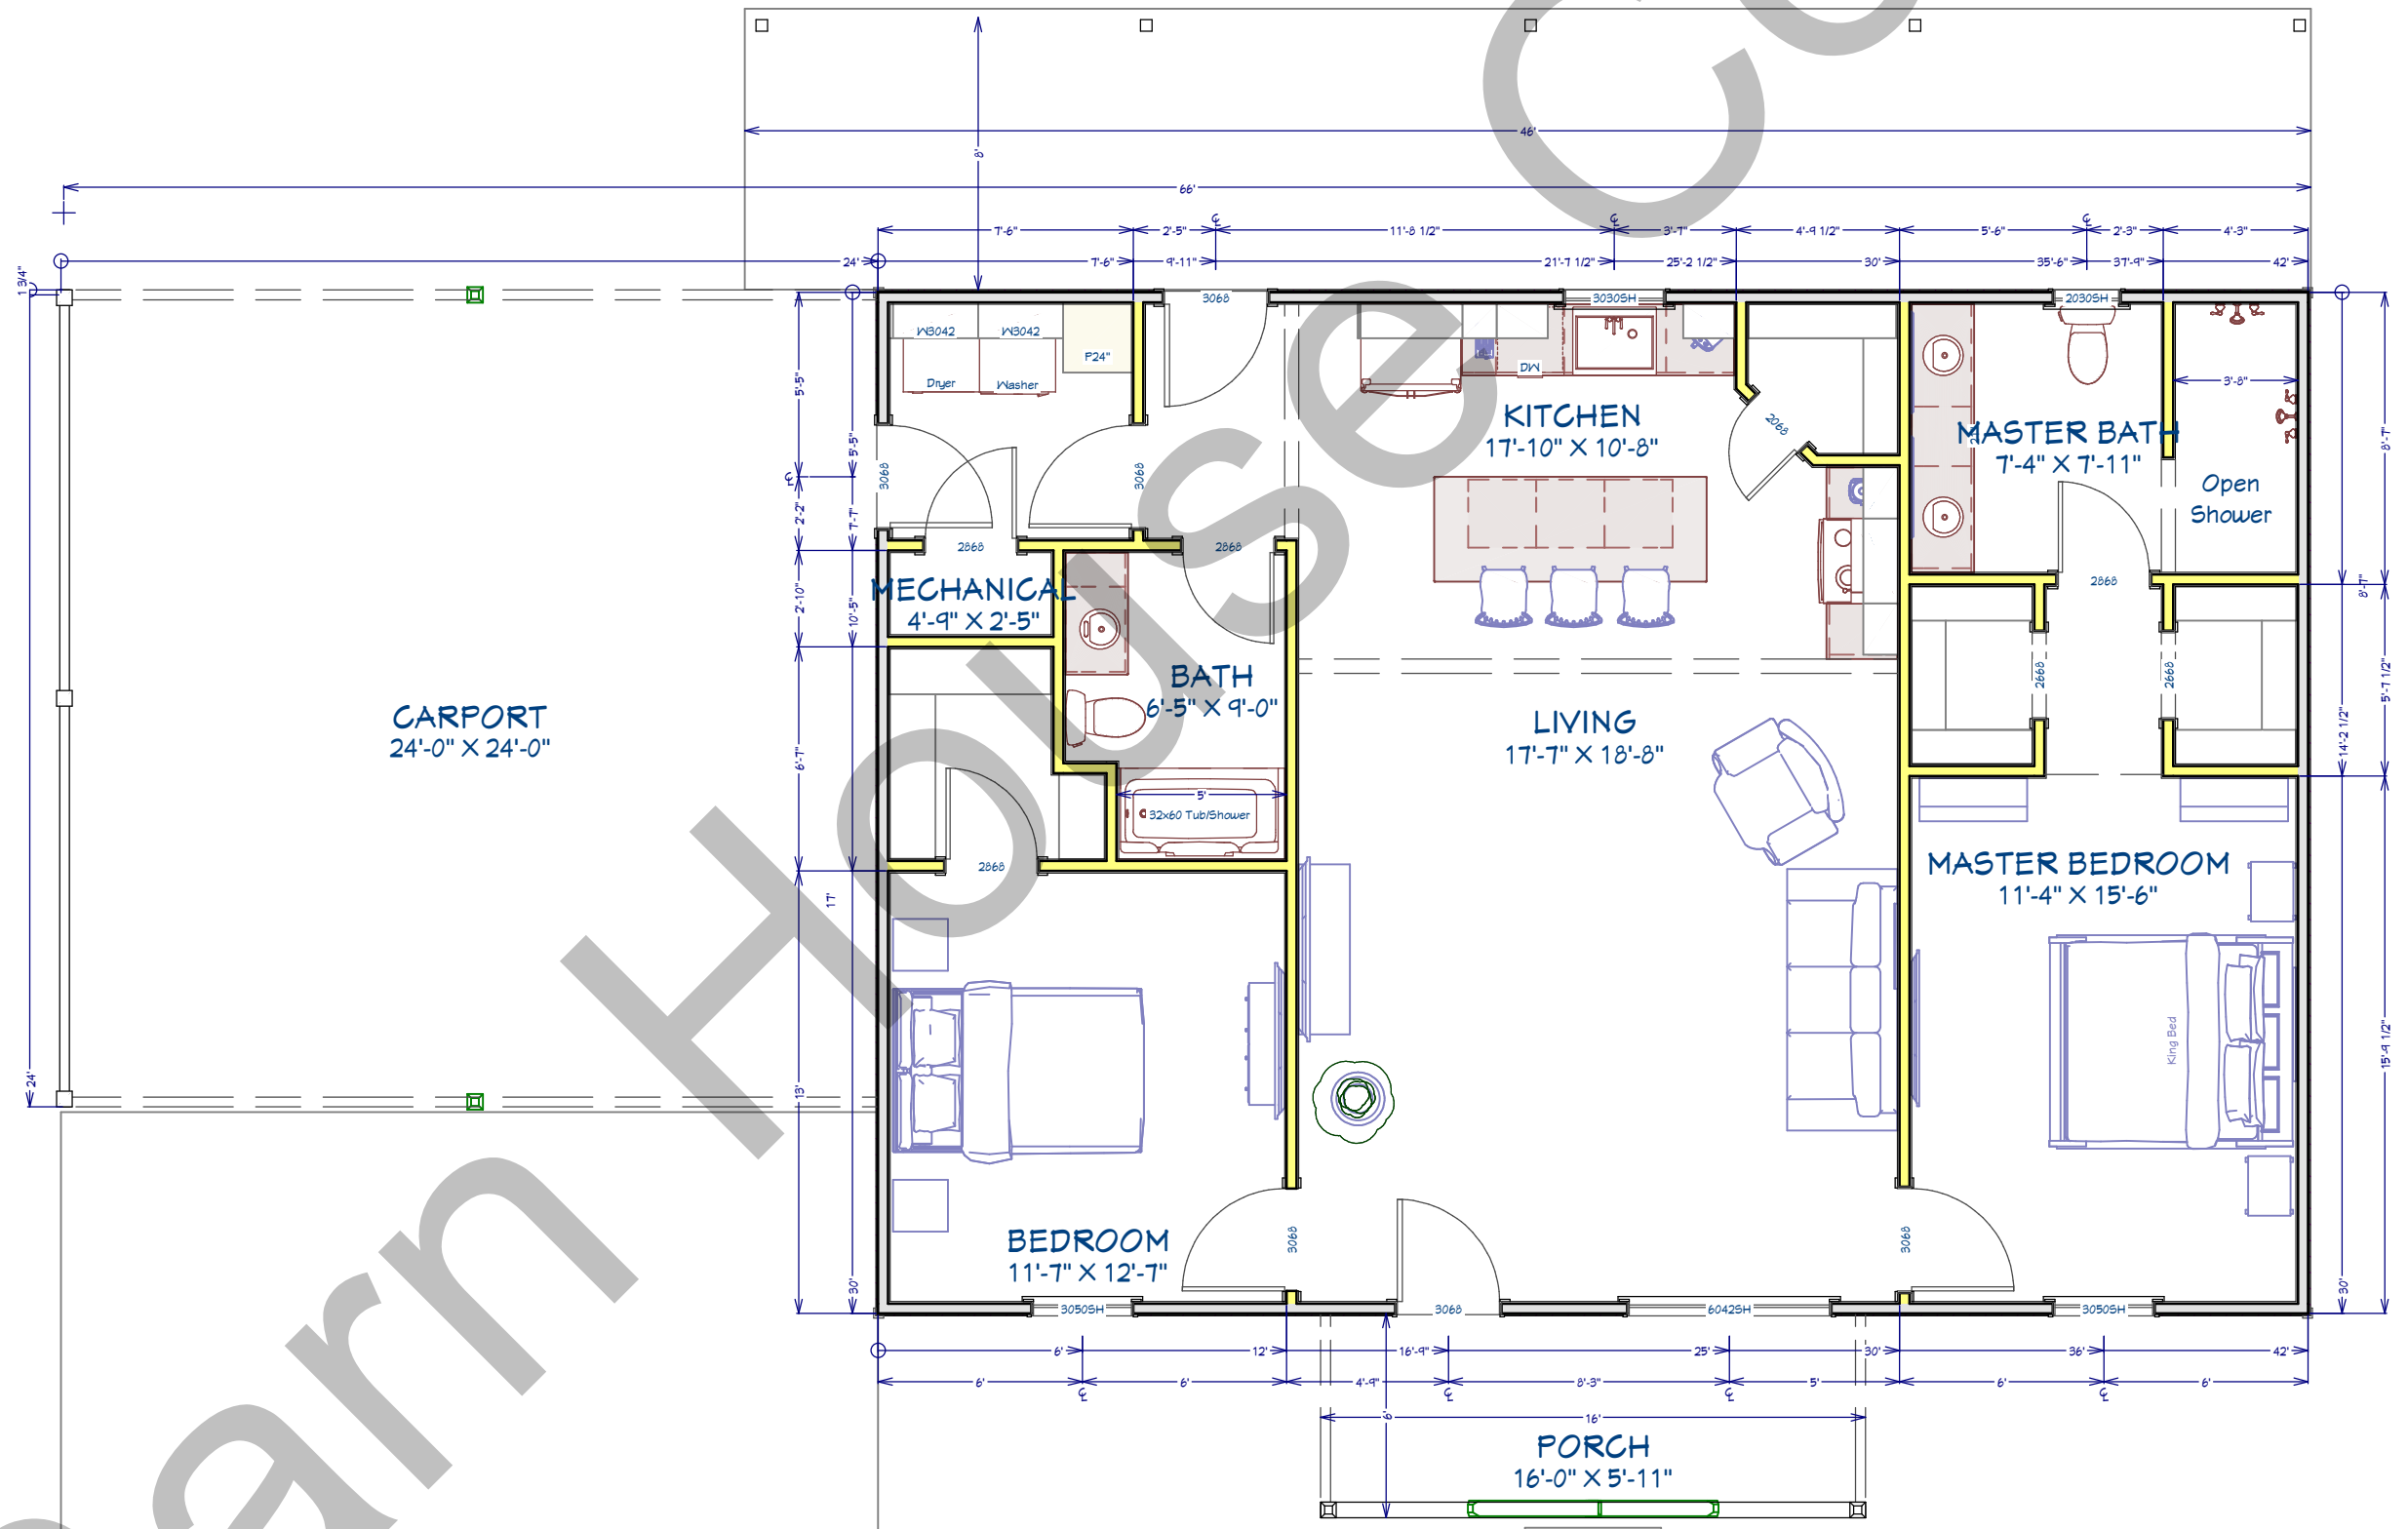 8'
46'
66'
7'-6"
2'-5"
11'-8 1/2"
3'-7"
4'-9 1/2"
5'-6"
2'-3"
4'-3"
24'
7'-6"
9'-11"
21'-7 1/2"
25'-2 1/2"
30'
35'-6"
37'-9"
42'
1 3/4"
3068
3030SH
2030SH
W3042
W3042
P24"
Dryer
Washer
DW
3'-8"
5'-5"
5'-5"
8'-7"
KITCHEN
17'-10" X 10'-8"
2068
MASTER BATH
7'-4" X 7'-11"
Open
Shower
3068
3068
2'-2"
7'-7"
2868
2868
2868
8'-7"
MECHANICAL
4'-9" X 2'-5"
2'-10"
10'-5"
BATH
6'-5" X 9'-0"
2668
2668
5'-7 1/2"
14'-2 1/2"
CARPORT
24'-0" X 24'-0"
LIVING
17'-7" X 18'-8"
6'-7"
5'
32x60 Tub/Shower
2868
17'
MASTER BEDROOM
11'-4" X 15'-6"
King Bed
15'-9 1/2"
24'
13'
BEDROOM
11'-7" X 12'-7"
3068
3068
30'
30'
3050SH
3068
6042SH
3050SH
6'
12'
16'-9"
25'
30'
36'
42'
6'
6'
4'-9"
8'-3"
5'
6'
6'
6'
16'
PORCH
16'-0" X 5'-11"
House